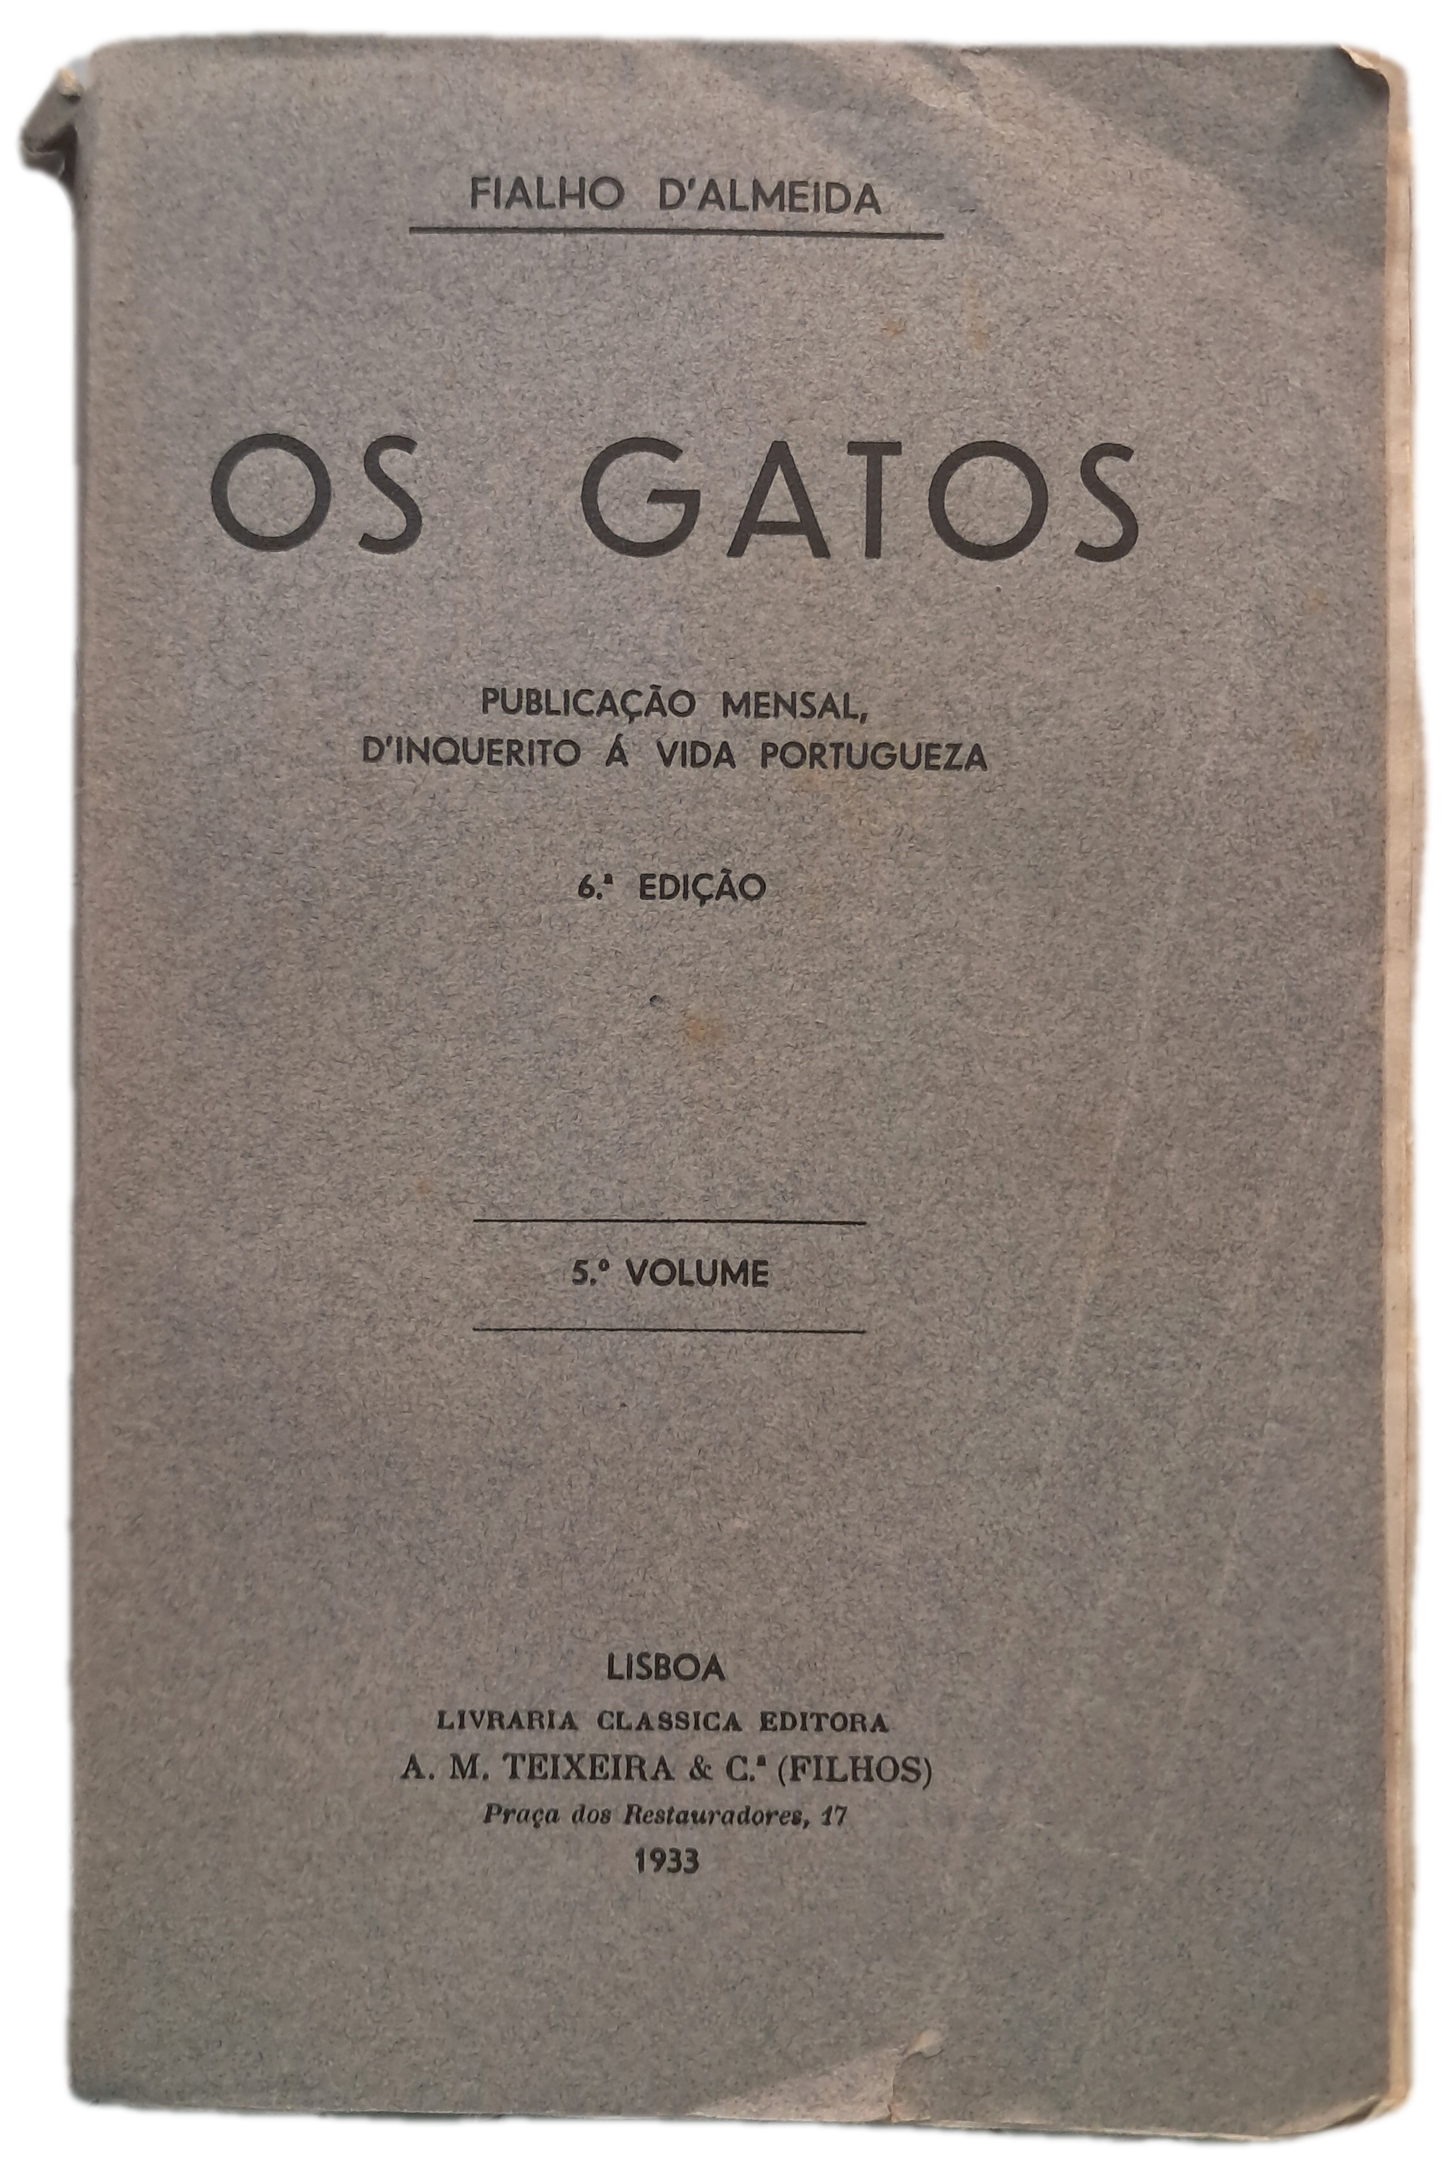 FIALHO D'ALMEIDA
OS GATOS
PUBLICAÇÃO MENSAL,
D'INQUERITO Á VIDA PORTUGUEZA
6.ª EDIÇÃO
5.º VOLUME
LISBOA
LIVRARIA CLASSICA EDITORA
A. M. TEIXEIRA & C.ª (FILHOS)
Praça dos Restauradores, 17
1933